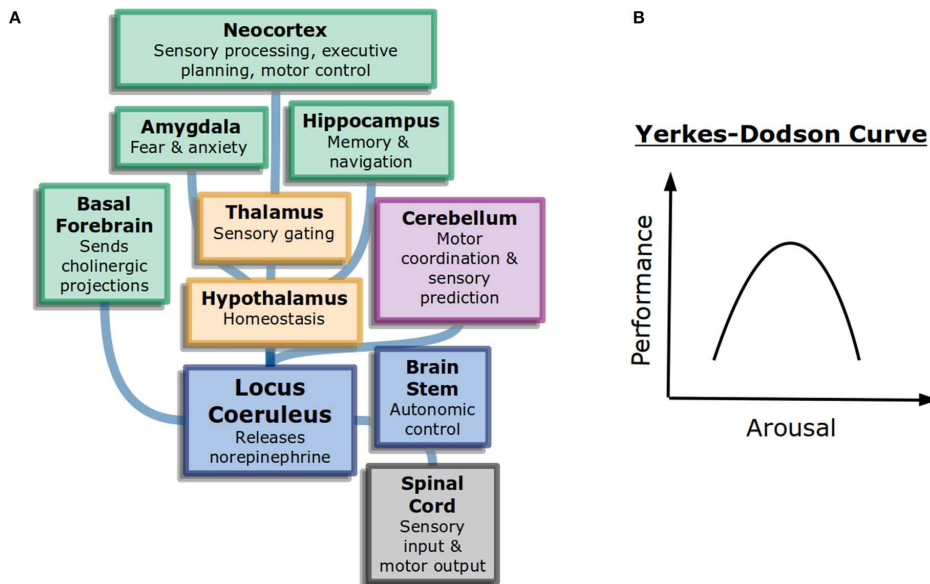 A
Neocortex
Sensory processing, executive
planning, motor control
Amygdala
Fear & anxiety
Hippocampus
Memory &
navigation
Basal
Forebrain
Sends
cholinergic
projections
Thalamus
Sensory gating
Cerebellum
Motor
coordination &
sensory
prediction
Hypothalamus
Homeostasis
Locus
Coeruleus
Releases
norepinephrine
Brain
Stem
Autonomic
control
Spinal
Cord
Sensory
input &
motor output
B
Yerkes-Dodson Curve
Performance
Arousal